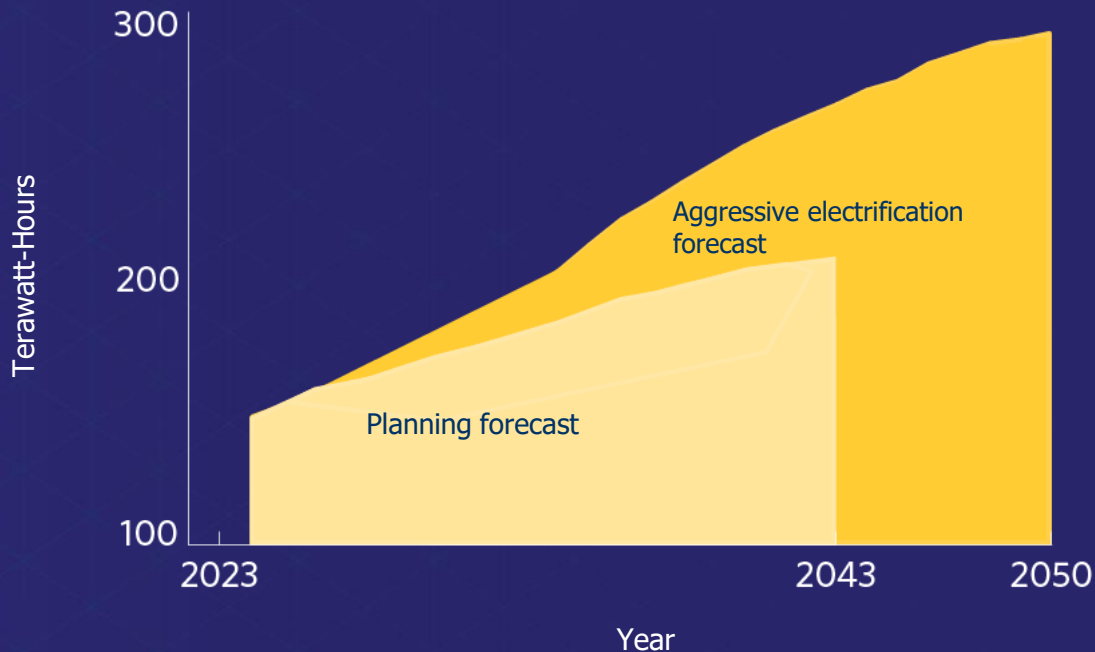 300
Terawatt-Hours
Aggressive electrification
forecast
200
Planning forecast
100
2023
2043
2050
Year